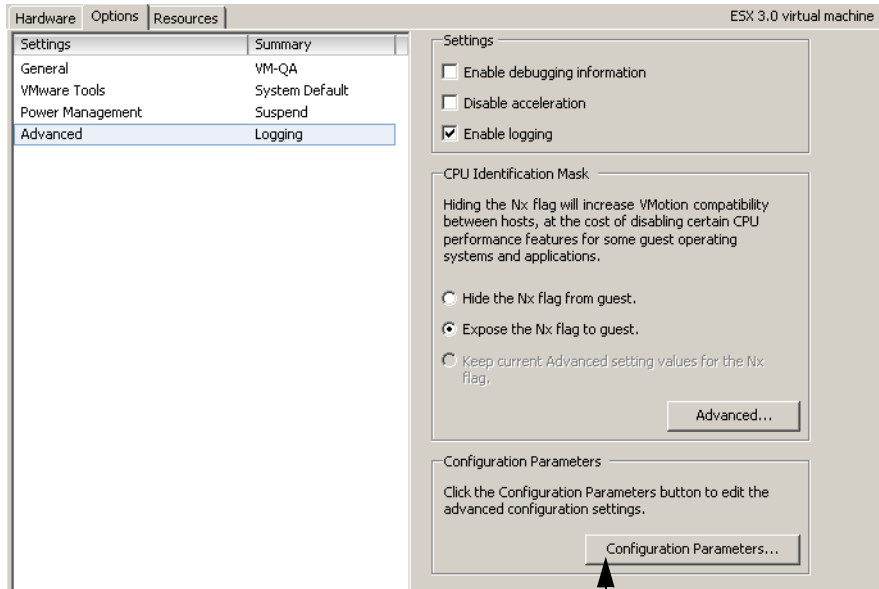 Hardware Options Resources ESX 3.0 virtual machine
Settings Summary
General VM-QA
VMware Tools System Default
Power Management Suspend
Advanced Logging
Settings
Enable debugging information
Disable acceleration
Enable logging
CPU Identification Mask
Hiding the Nx flag will increase VMotion compatibility
between hosts, at the cost of disabling certain CPU
performance features for some guest operating
systems and applications.
Hide the Nx flag from guest.
Expose the Nx flag to guest.
Keep current Advanced setting values for the Nx
flag.
Advanced...
Configuration Parameters
Click the Configuration Parameters button to edit the
advanced configuration settings.
Configuration Parameters...